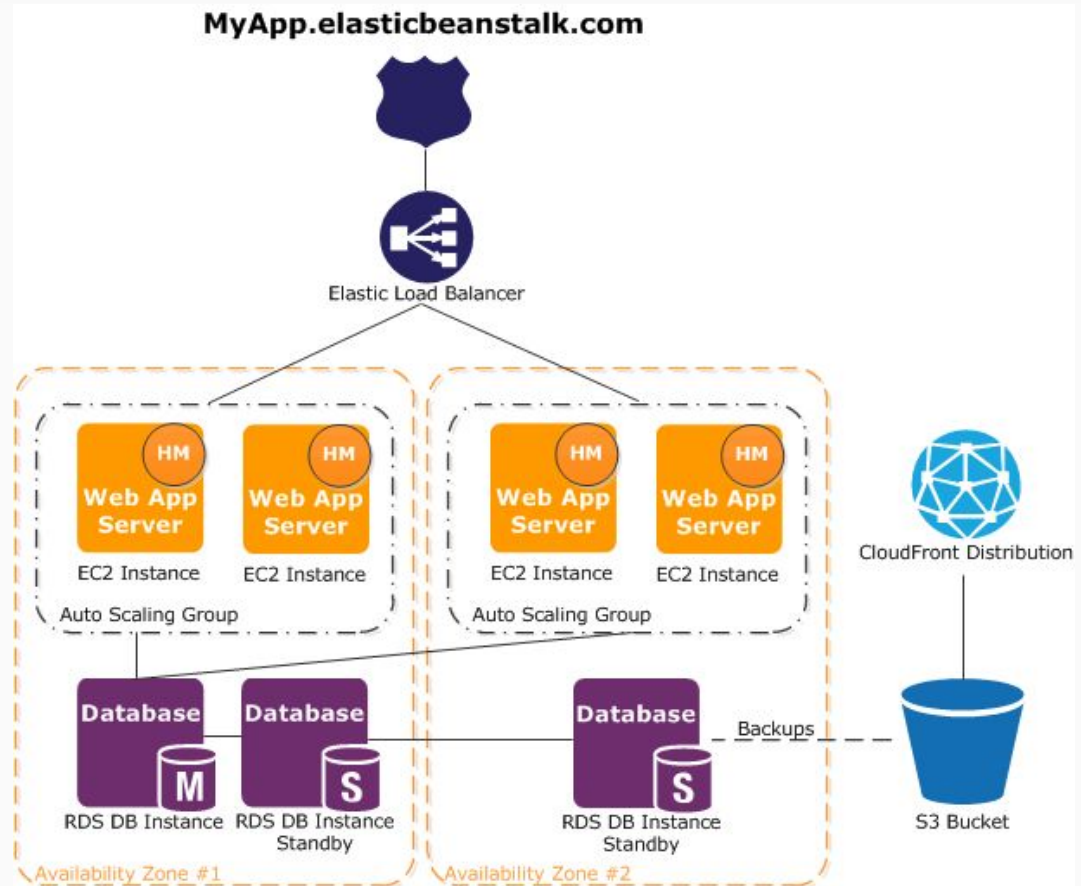 MyApp.elasticbeanstalk.com
Elastic Load Balancer
HM
Web App
Server
EC2 Instance
HM
Web App
Server
EC2 Instance
Auto Scaling Group
HM
Web App
Server
EC2 Instance
HM
Web App
Server
EC2 Instance
Auto Scaling Group
CloudFront Distribution
Database
M
RDS DB Instance
Database
S
RDS DB Instance
Standby
Database
S
RDS DB Instance
Standby
Backups
S3 Bucket
Availability Zone #1
Availability Zone #2